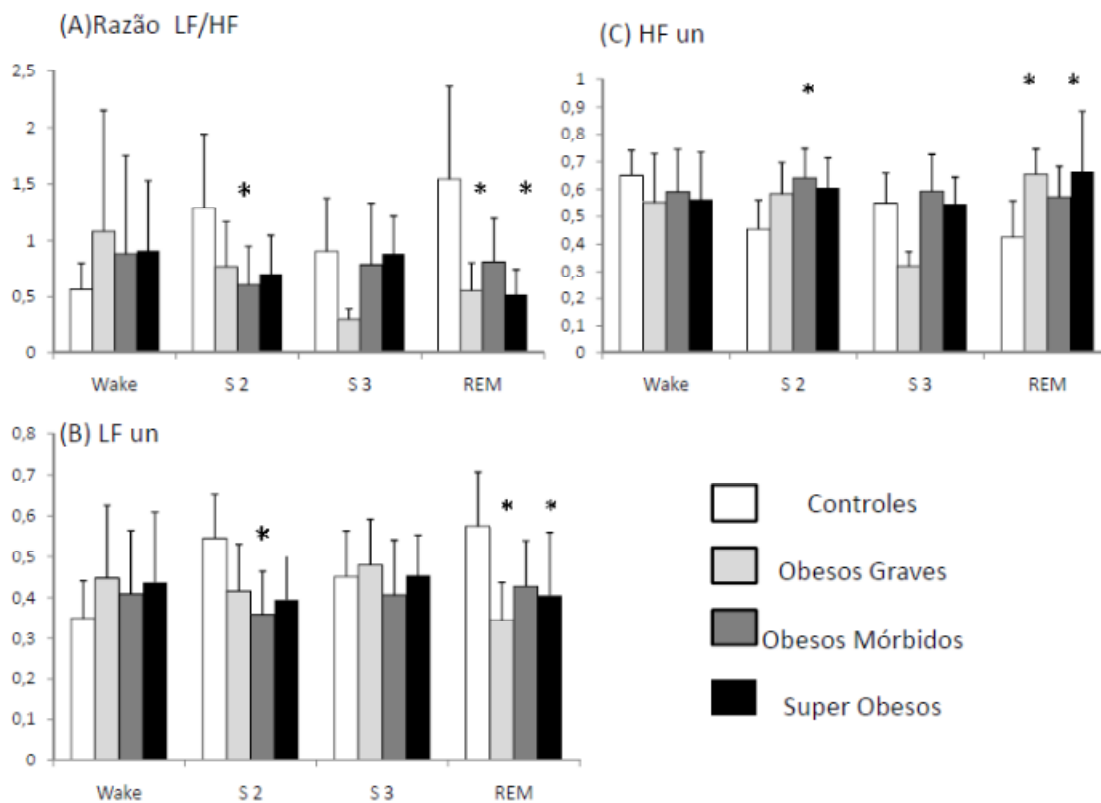 (A)Razão LF/HF
2,5
2
1,5
1
0,5
0
* * *
Wake S 2 S 3 REM
(C) HF un
1
0,9
0,8
0,7
0,6
0,5
0,4
0,3
0,2
0,1
0
* * *
Wake S 2 S 3 REM
(B) LF un
0,8
0,7
0,6
0,5
0,4
0,3
0,2
0,1
0
* * *
Wake S 2 S 3 REM
Controles
Obesos Graves
Obesos Mórbidos
Super Obesos